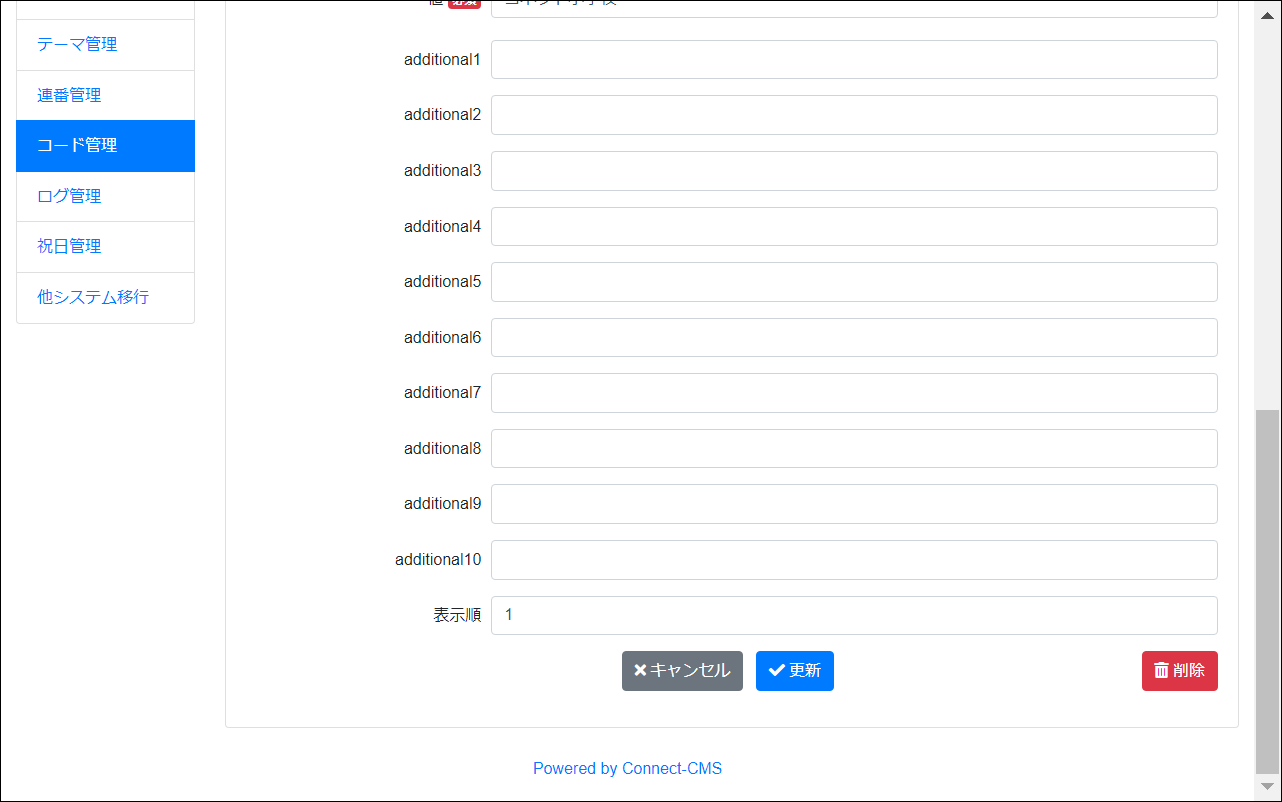 テーマ管理
連番管理
コード管理
ログ管理
祝日管理
他システム移行
値 必須
additional1
additional2
additional3
additional4
additional5
additional6
additional7
additional8
additional9
additional10
表示順 1
キャンセル 更新 削除
Powered by Connect-CMS